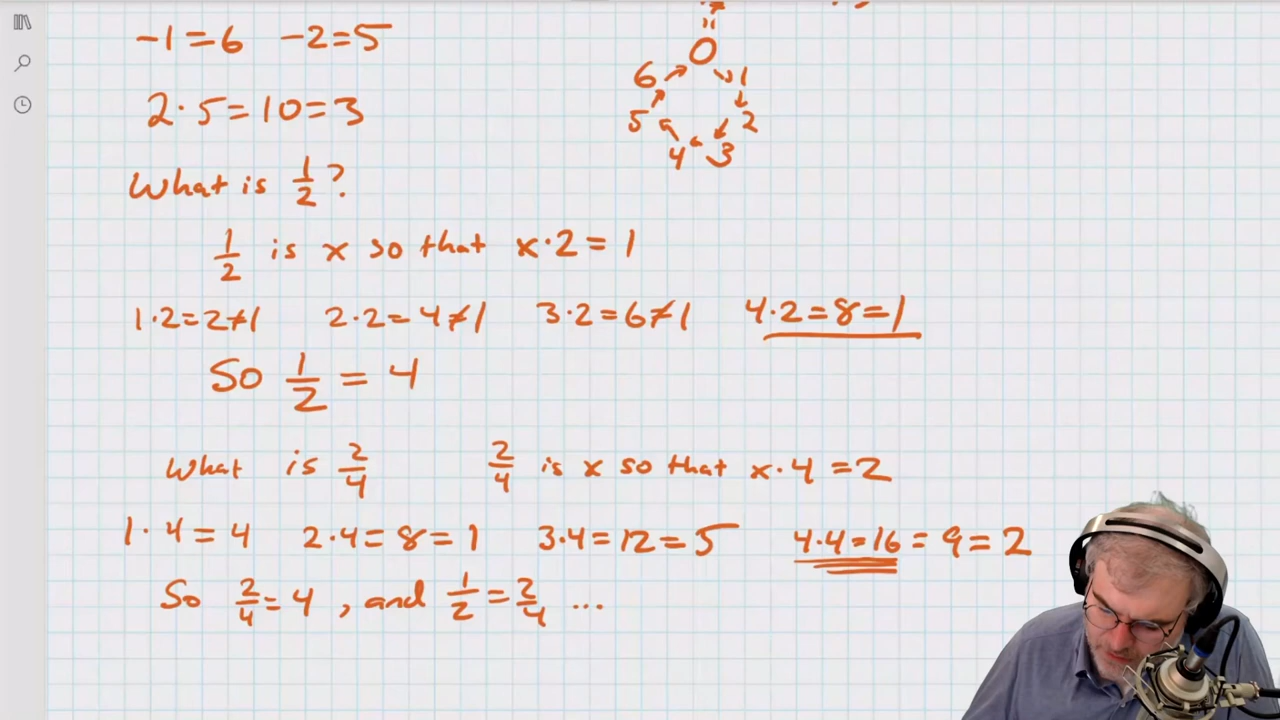 -1=6 -2=5
0
6 1
2·5=10=3
5 2
4 3
What is 1/2?
1/2 is x so that x·2=1
1·2=2≠1 2·2=4≠1 3·2=6≠1 4·2=8=1
So 1/2 = 4
What is 2/4 2/4 is x so that x·4=2
1·4=4 2·4=8=1 3·4=12=5 4·4=16=9=2
So 2/4=4, and 1/2=2/4 ...